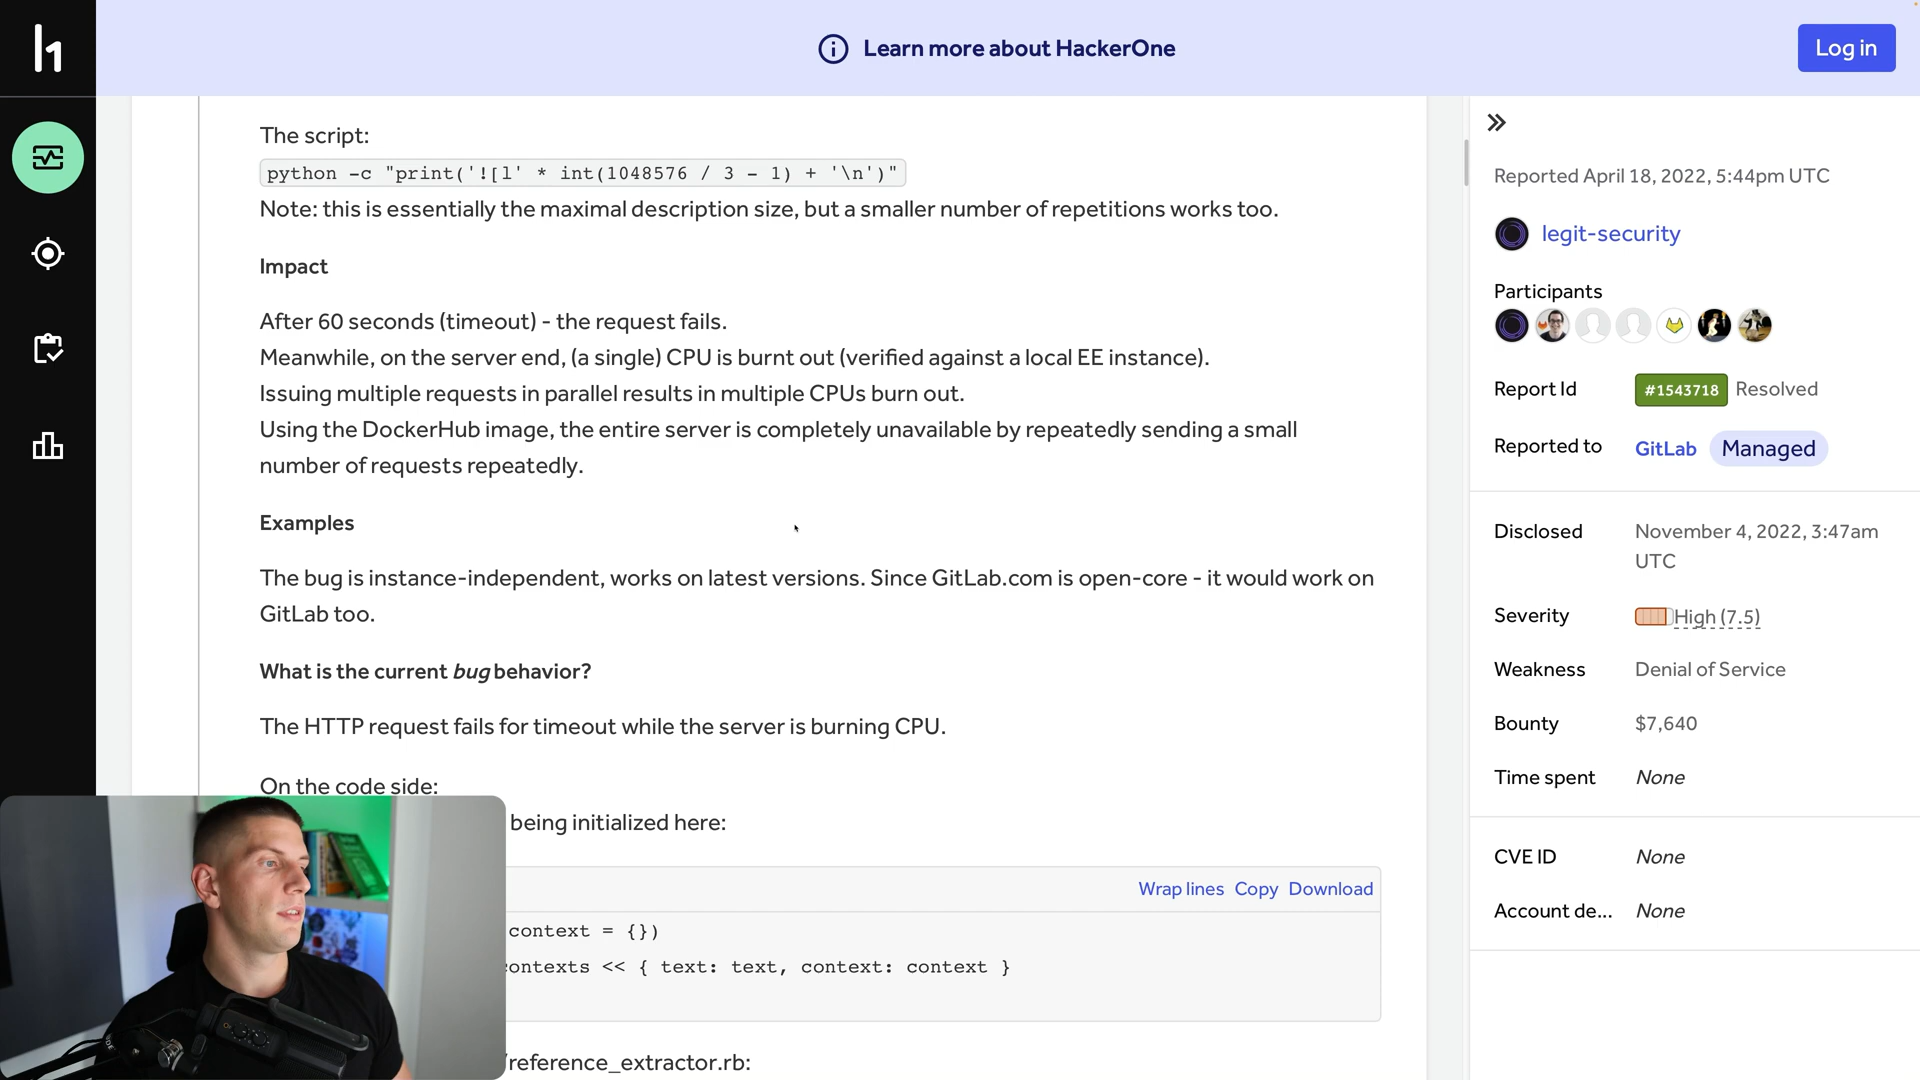 Learn more about HackerOne
Log in
The script:
python -c "print('![l' * int(1048576 / 3 - 1) + '\n')"
Note: this is essentially the maximal description size, but a smaller number of repetitions works too.
Impact
After 60 seconds (timeout) - the request fails.
Meanwhile, on the server end, (a single) CPU is burnt out (verified against a local EE instance).
Issuing multiple requests in parallel results in multiple CPUs burn out.
Using the DockerHub image, the entire server is completely unavailable by repeatedly sending a small
number of requests repeatedly.
Examples
The bug is instance-independent, works on latest versions. Since GitLab.com is open-core - it would work on
GitLab too.
What is the current bug behavior?
The HTTP request fails for timeout while the server is burning CPU.
On the code side:
being initialized here:
Wrap lines Copy Download
context = {})
contexts << { text: text, context: context }
/reference_extractor.rb:
Reported April 18, 2022, 5:44pm UTC
legit-security
Participants
Report Id #1543718 Resolved
Reported to GitLab Managed
Disclosed November 4, 2022, 3:47am
UTC
Severity High (7.5)
Weakness Denial of Service
Bounty $7,640
Time spent None
CVE ID None
Account de... None